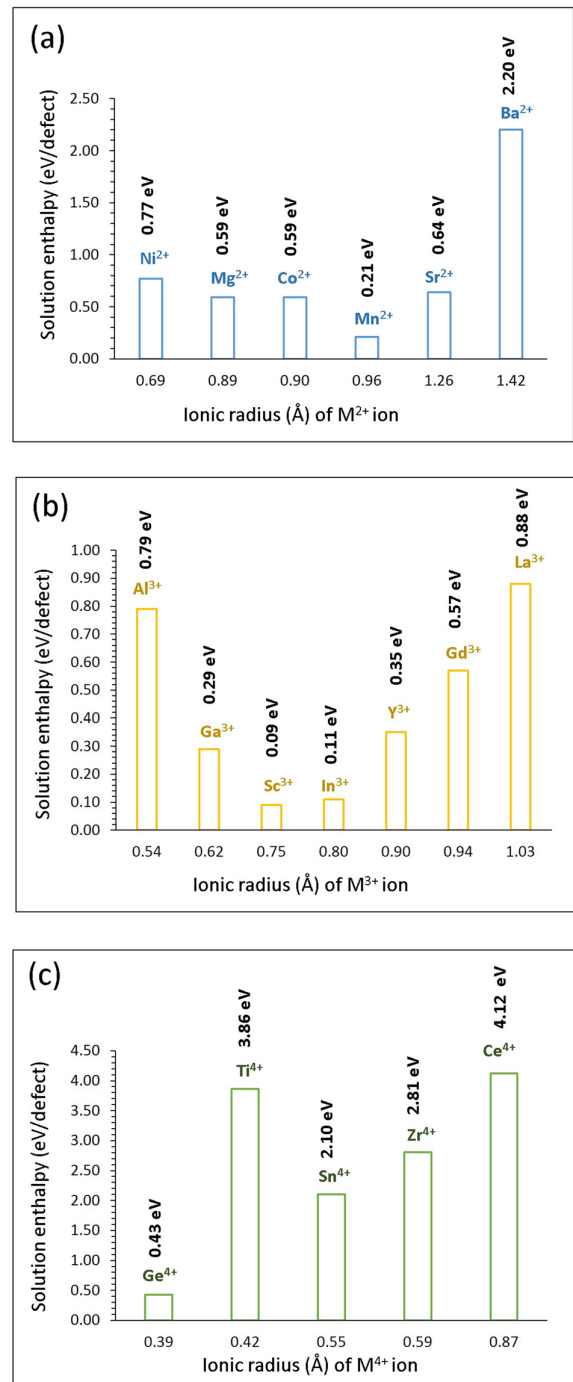 (a)
Solution enthalpy (eV/defect)
2.50
2.00
1.50
1.00
0.50
0.00
0.77 eV
Ni²⁺
0.59 eV
Mg²⁺
0.59 eV
Co²⁺
0.21 eV
Mn²⁺
0.64 eV
Sr²⁺
2.20 eV
Ba²⁺
0.69 0.89 0.90 0.96 1.26 1.42
Ionic radius (Å) of M²⁺ ion
(b)
Solution enthalpy (eV/defect)
1.00
0.90
0.80
0.70
0.60
0.50
0.40
0.30
0.20
0.10
0.00
0.79 eV
Al³⁺
0.29 eV
Ga³⁺
0.09 eV
Sc³⁺
0.11 eV
In³⁺
0.35 eV
Y³⁺
0.57 eV
Gd³⁺
0.88 eV
La³⁺
0.54 0.62 0.75 0.80 0.90 0.94 1.03
Ionic radius (Å) of M³⁺ ion
(c)
Solution enthalpy (eV/defect)
4.50
4.00
3.50
3.00
2.50
2.00
1.50
1.00
0.50
0.00
0.43 eV
Ge⁴⁺
3.86 eV
Ti⁴⁺
2.10 eV
Sn⁴⁺
2.81 eV
Zr⁴⁺
4.12 eV
Ce⁴⁺
0.39 0.42 0.55 0.59 0.87
Ionic radius (Å) of M⁴⁺ ion